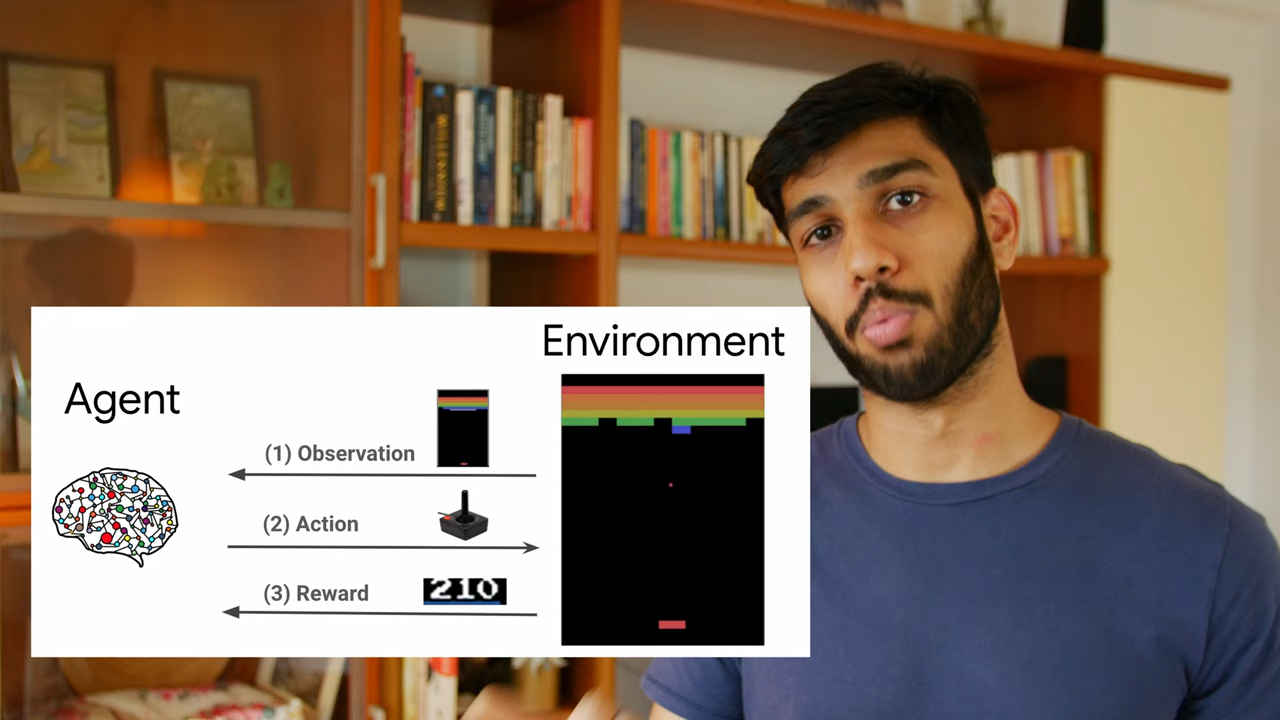 Environment
Agent
(1) Observation
(2) Action
(3) Reward
210